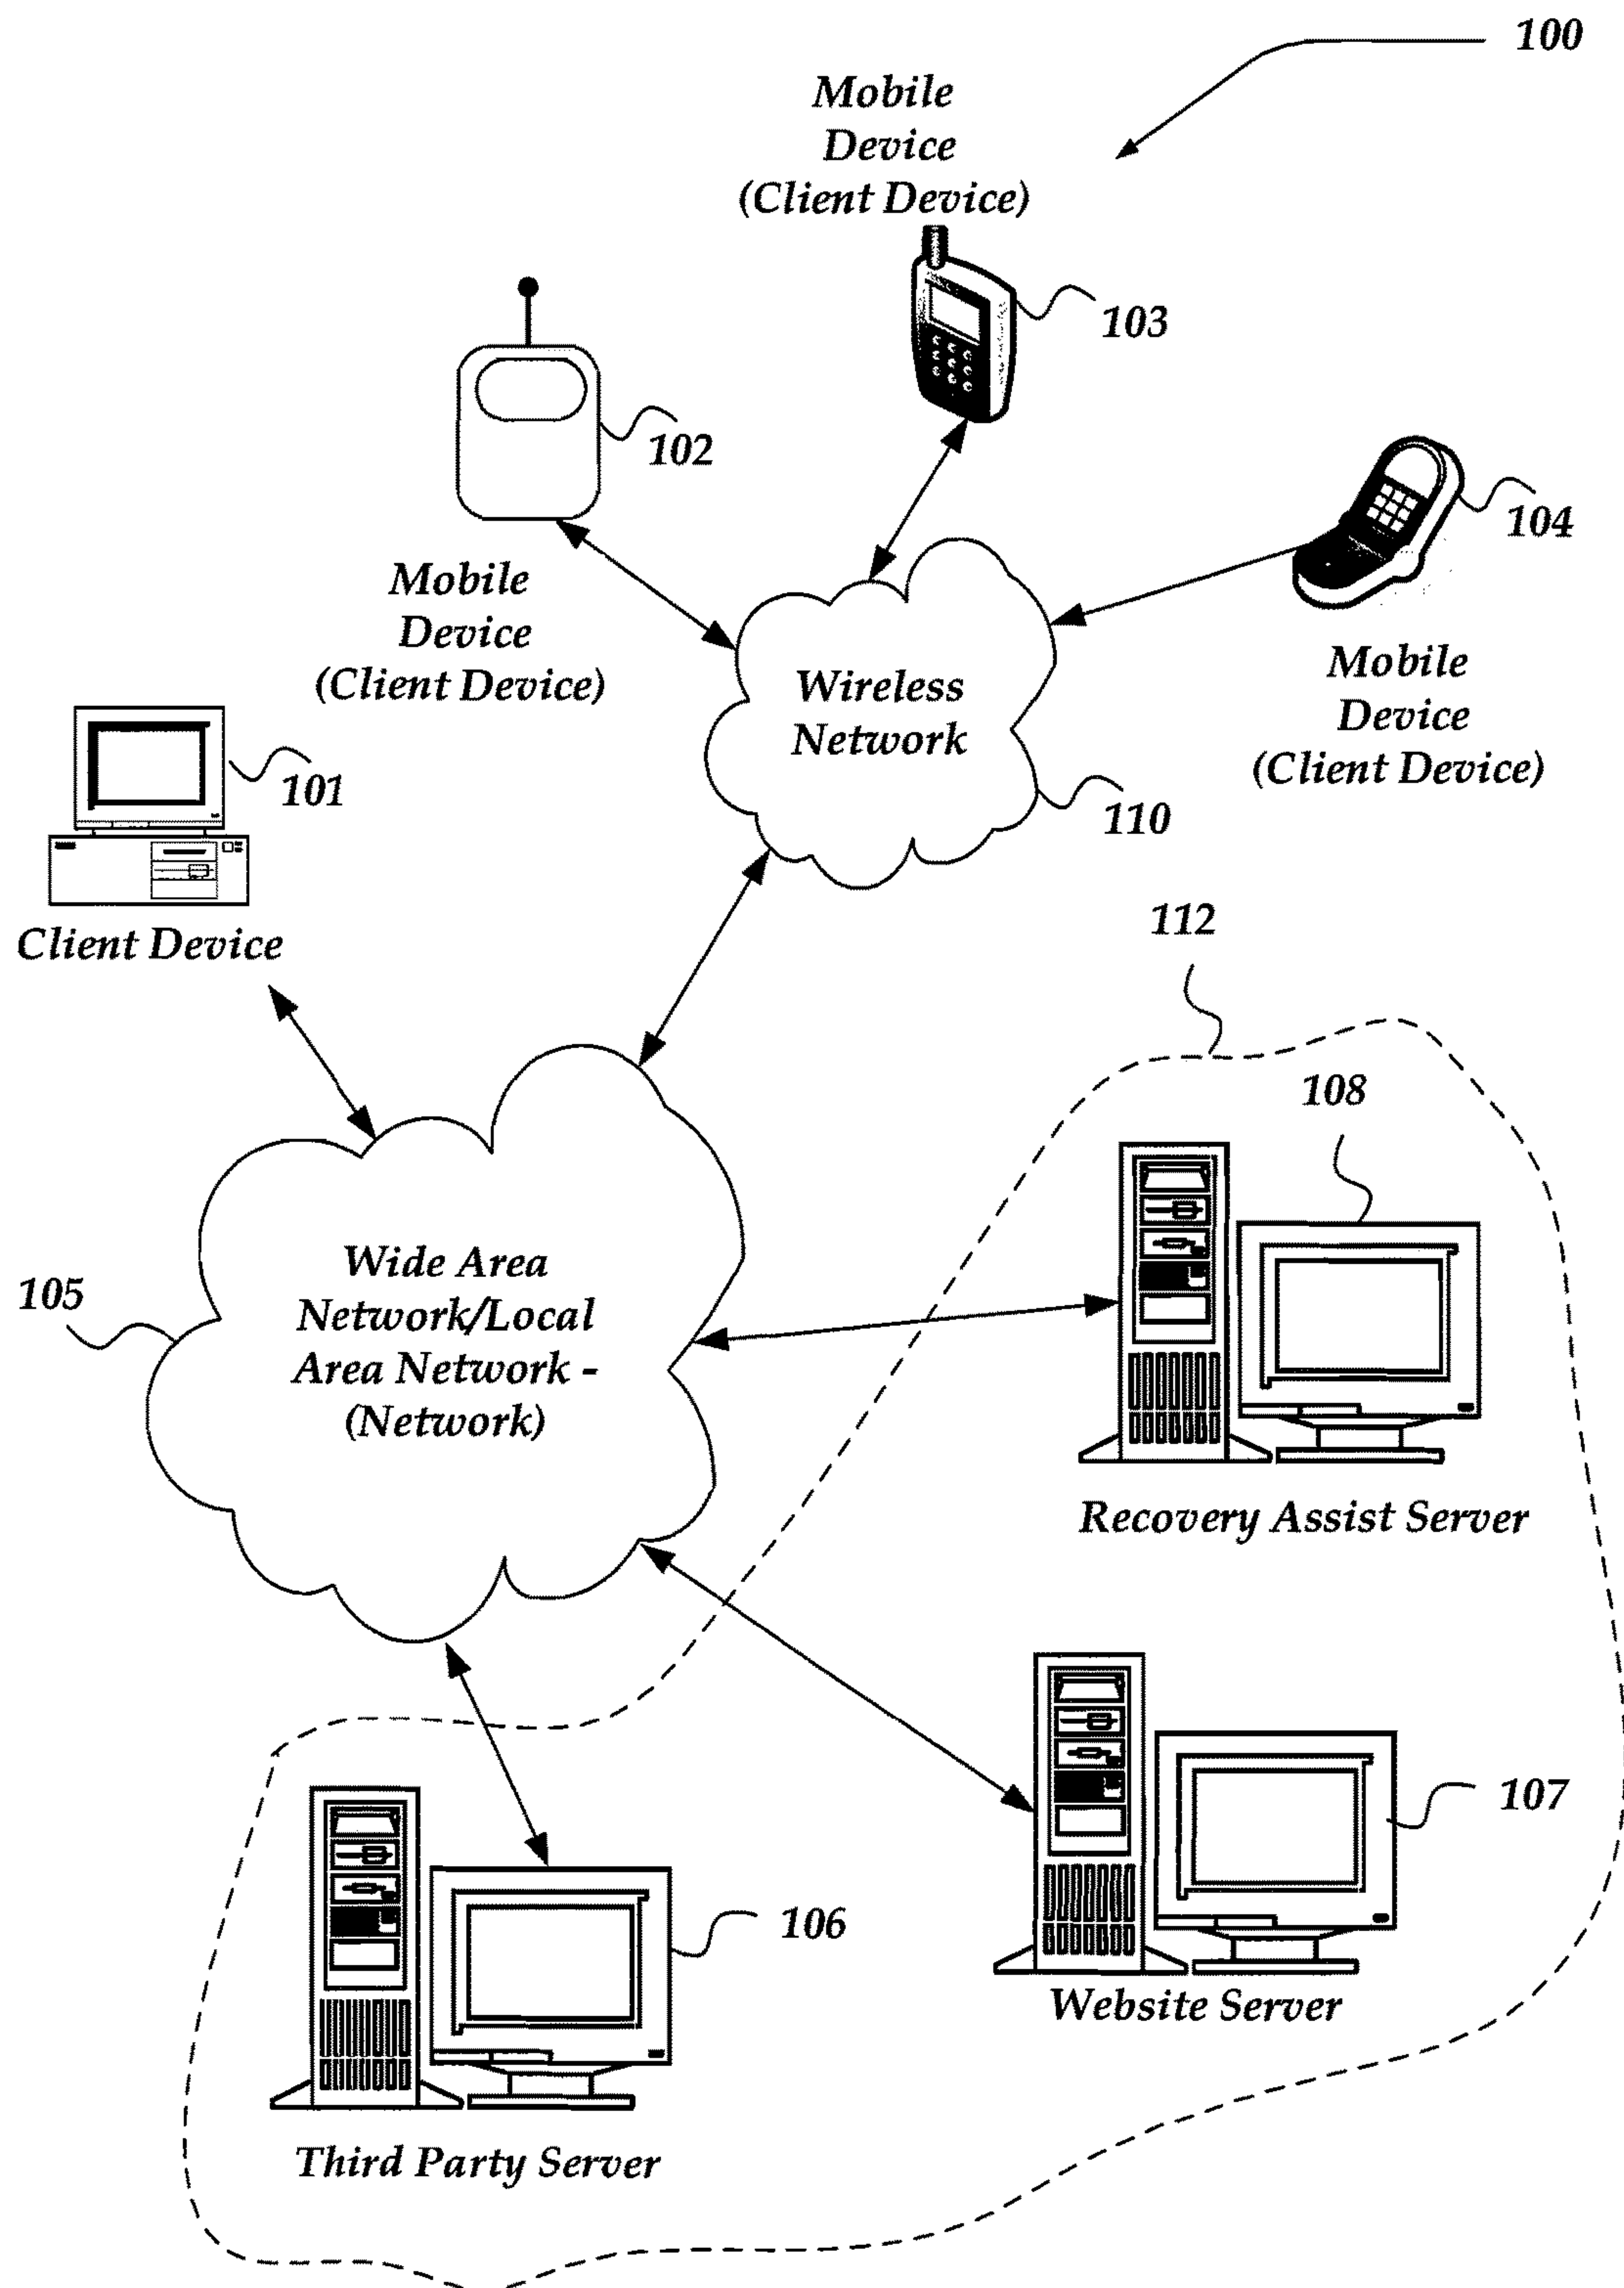 100
Mobile
Device
(Client Device)
103
102
104
Mobile
Device
(Client Device)
Wireless
Network
Mobile
Device
(Client Device)
101
110
Client Device
112
108
105
Wide Area
Network/Local
Area Network -
(Network)
Recovery Assist Server
107
106
Website Server
Third Party Server